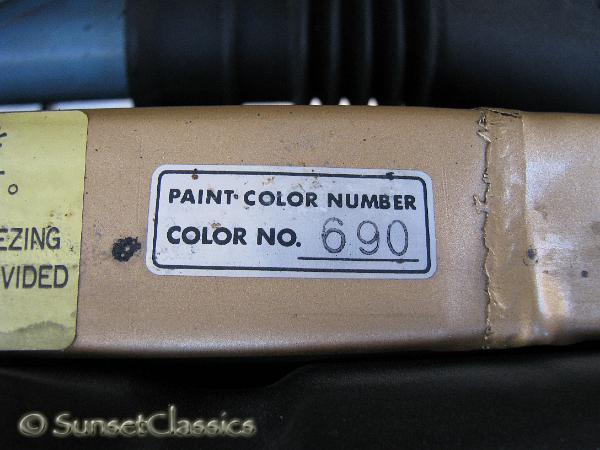 EZING
VIDED
PAINT-COLOR NUMBER
COLOR NO. 690
© SunsetClassics